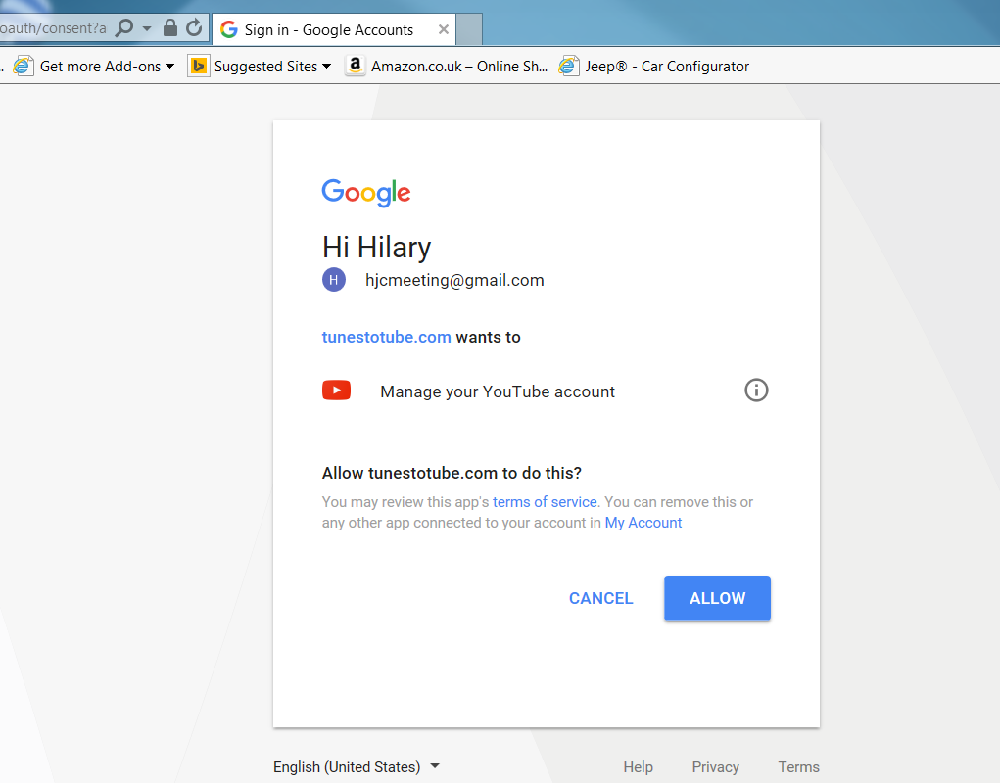 oauth/consent?a
Sign in - Google Accounts
Get more Add-ons
Suggested Sites
Amazon.co.uk – Online Sh...
Jeep® - Car Configurator
Google
Hi Hilary
H
hjcmeeting@gmail.com
tunestotube.com wants to
Manage your YouTube account
Allow tunestotube.com to do this?
You may review this app's terms of service. You can remove this or
any other app connected to your account in My Account
CANCEL
ALLOW
English (United States)
Help
Privacy
Terms